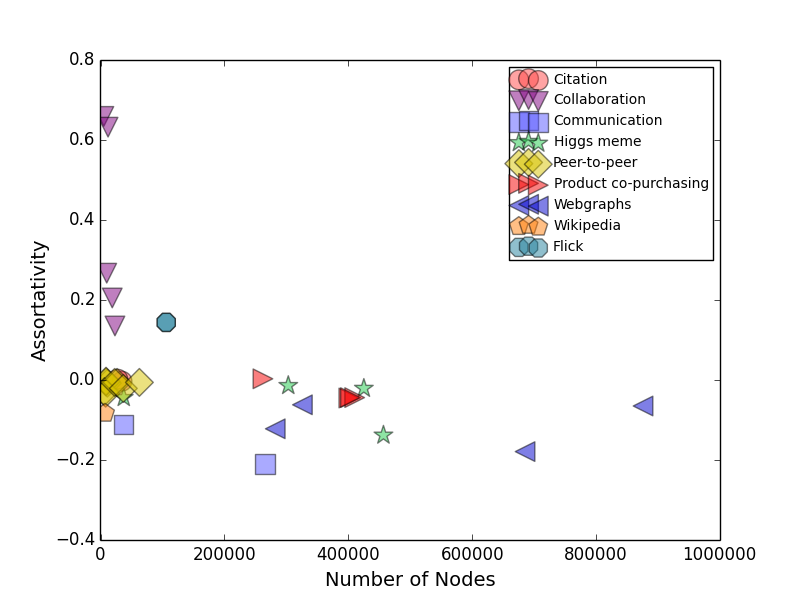 0.8
0.6
0.4
0.2
0.0
−0.2
−0.4
Assortativity
0
200000
400000
600000
800000
1000000
Number of Nodes
Citation
Collaboration
Communication
Higgs meme
Peer-to-peer
Product co-purchasing
Webgraphs
Wikipedia
Flick